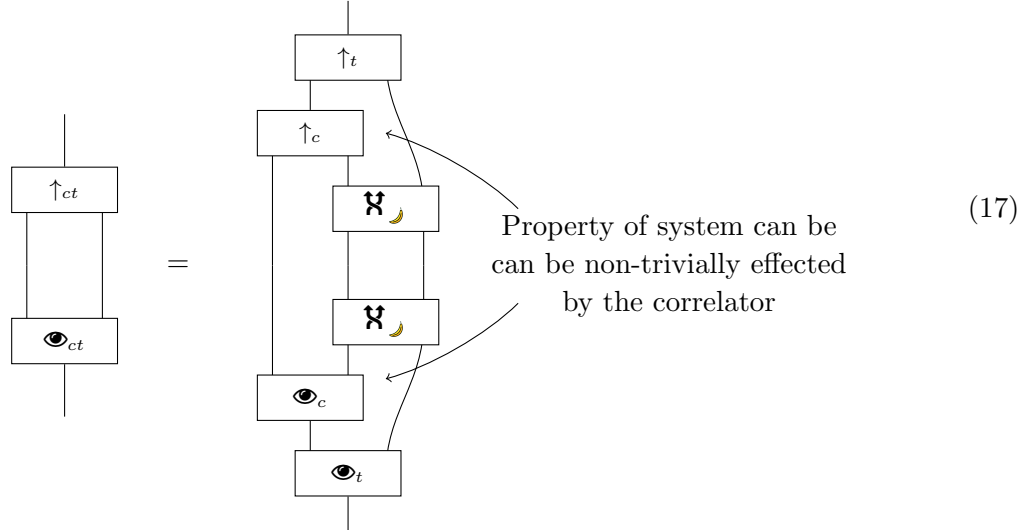 ↑t
↑c
↑ct
Property of system can be
can be non-trivially effected
by the correlator
(17)
=
ct
c
t